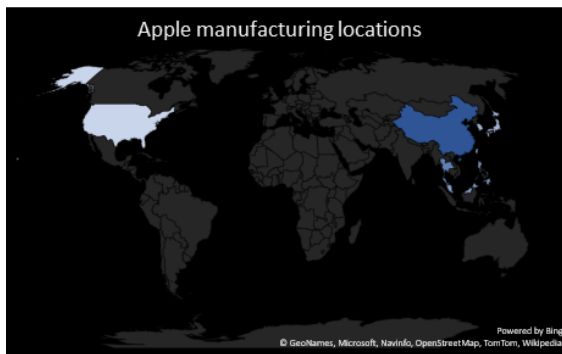 Apple manufacturing locations
Powered by Bing
© GeoNames, Microsoft, Navinfo, OpenStreetMap, TomTom, Wikipedia